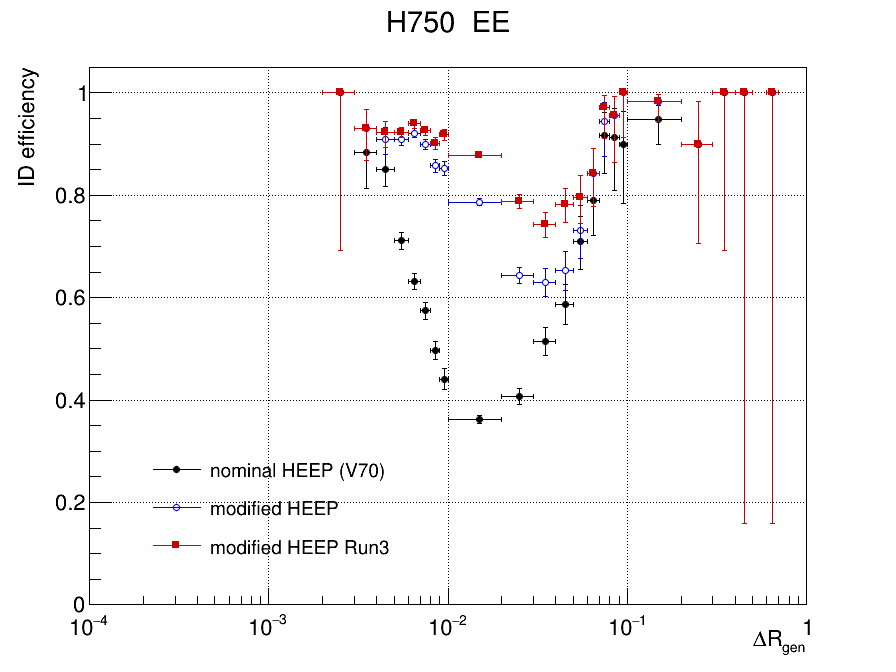 H750 EE
ID efficiency
1
0.8
0.6
0.4
0.2
0
nominal HEEP (V70)
modified HEEP
modified HEEP Run3
10⁻⁴ 10⁻³ 10⁻² 10⁻¹ 1
ΔR_gen